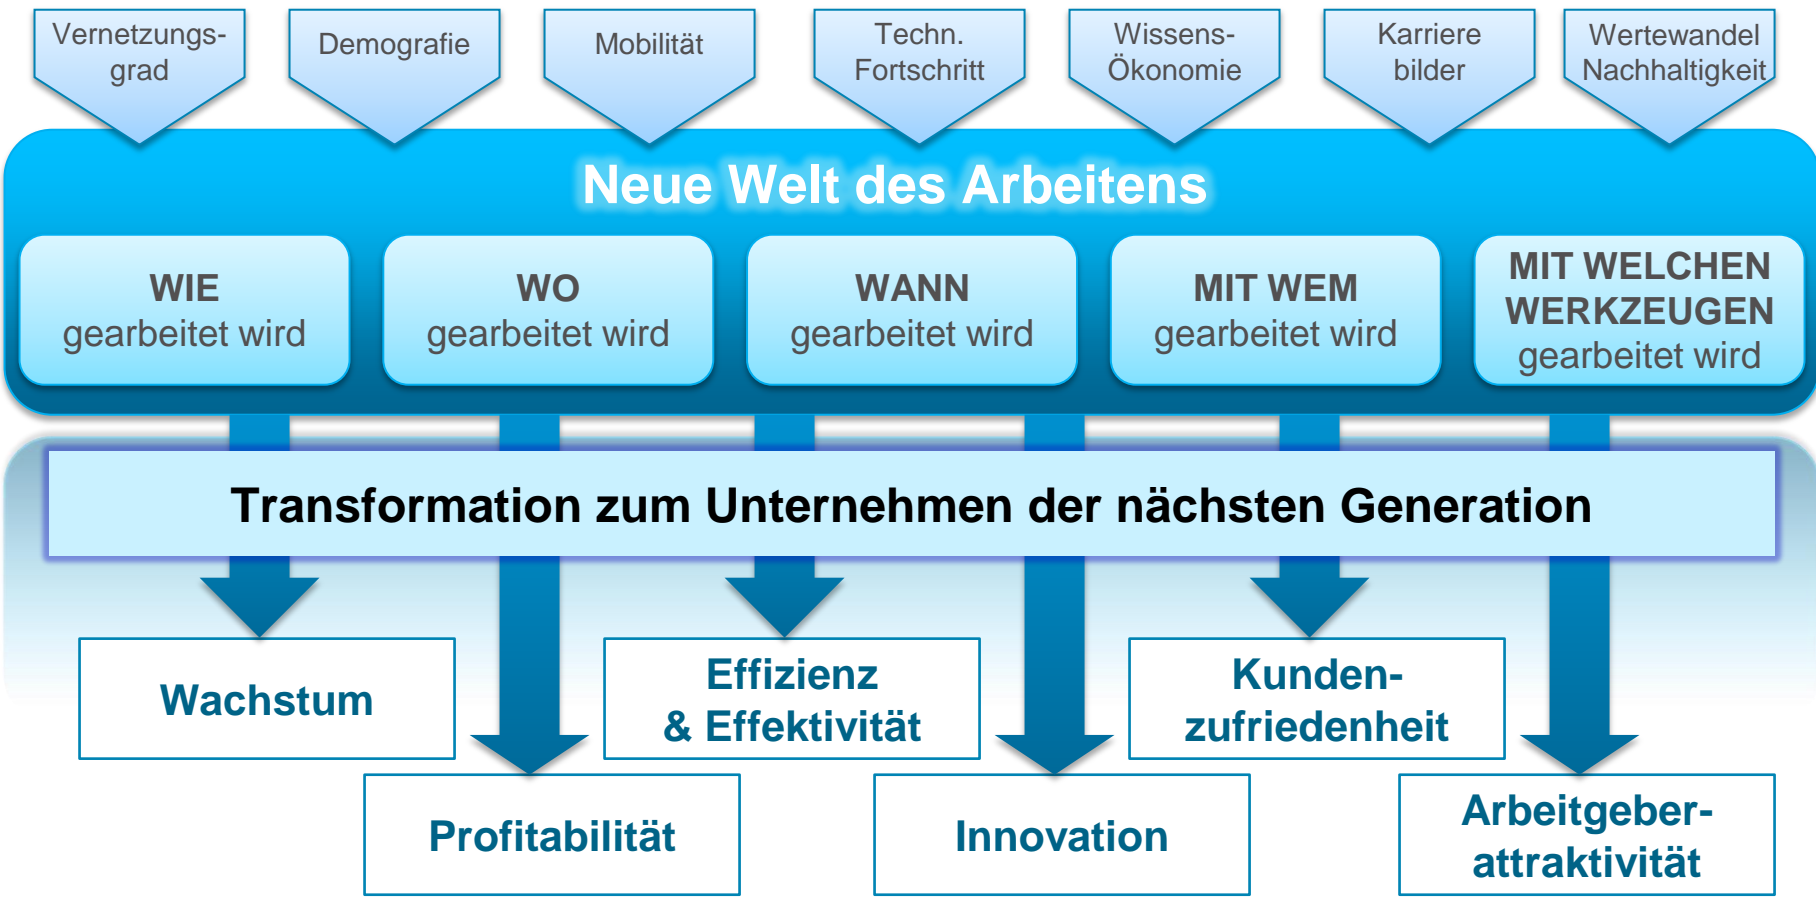 Vernetzungs-
grad
Demografie
Mobilität
Techn.
Fortschritt
Wissens-
Ökonomie
Karriere
bilder
Wertewandel
Nachhaltigkeit
Neue Welt des Arbeitens
WIE
gearbeitet wird
WO
gearbeitet wird
WANN
gearbeitet wird
MIT WEM
gearbeitet wird
MIT WELCHEN
WERKZEUGEN
gearbeitet wird
Transformation zum Unternehmen der nächsten Generation
Wachstum
Effizienz
& Effektivität
Kunden-
zufriedenheit
Profitabilität
Innovation
Arbeitgeber-
attraktivität